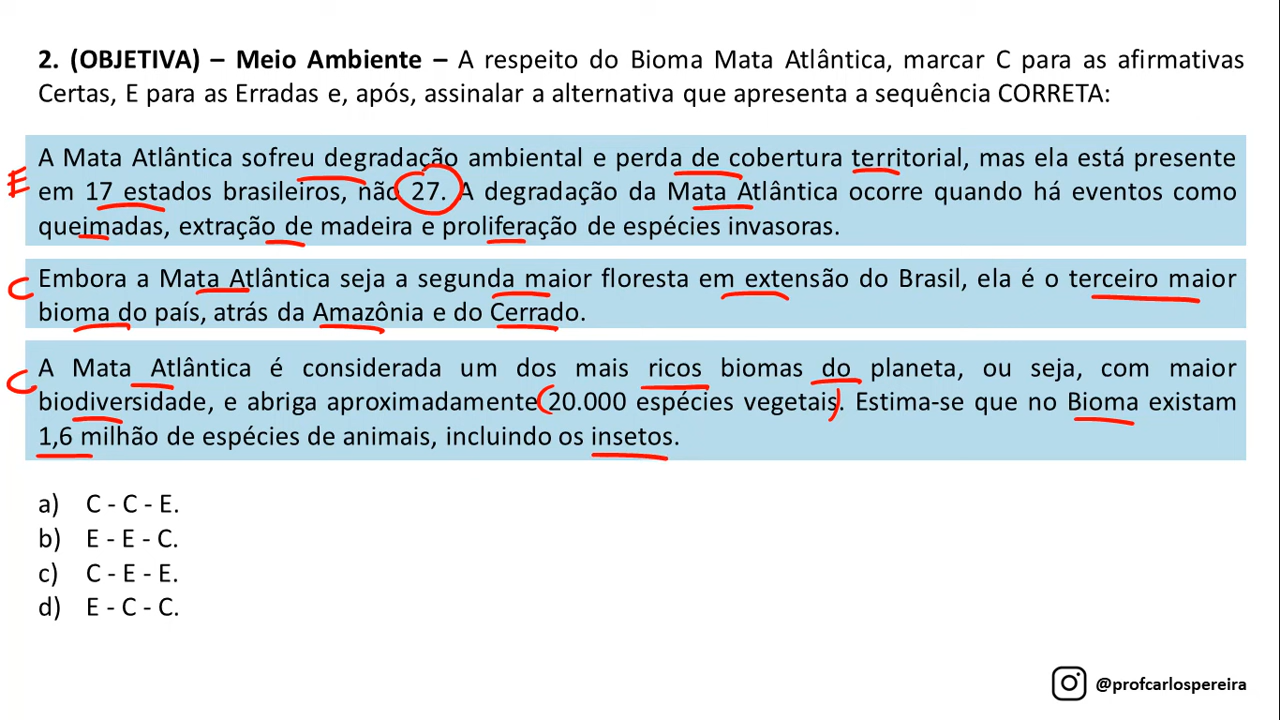 2. (OBJETIVA) – Meio Ambiente – A respeito do Bioma Mata Atlântica, marcar C para as afirmativas
Certas, E para as Erradas e, após, assinalar a alternativa que apresenta a sequência CORRETA:
A Mata Atlântica sofreu degradação ambiental e perda de cobertura territorial, mas ela está presente
E em 17 estados brasileiros, não 27. A degradação da Mata Atlântica ocorre quando há eventos como
queimadas, extração de madeira e proliferação de espécies invasoras.
C Embora a Mata Atlântica seja a segunda maior floresta em extensão do Brasil, ela é o terceiro maior
bioma do país, atrás da Amazônia e do Cerrado.
C A Mata Atlântica é considerada um dos mais ricos biomas do planeta, ou seja, com maior
biodiversidade, e abriga aproximadamente (20.000 espécies vegetais). Estima-se que no Bioma existam
1,6 milhão de espécies de animais, incluindo os insetos.
a) C - C - E.
b) E - E - C.
c) C - E - E.
d) E - C - C.
@profcarlospereira